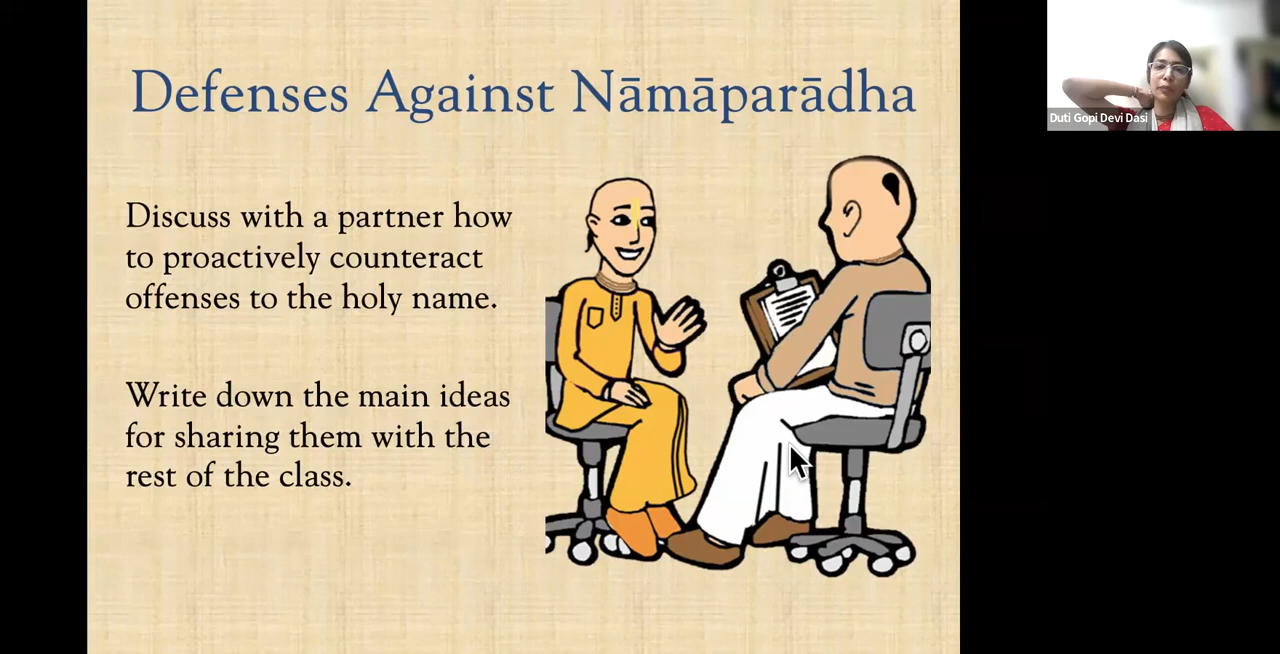 Defenses Against Nāmāparādha
Discuss with a partner how
to proactively counteract
offenses to the holy name.
Write down the main ideas
for sharing them with the
rest of the class.
Duti Gopi Devi Dasi